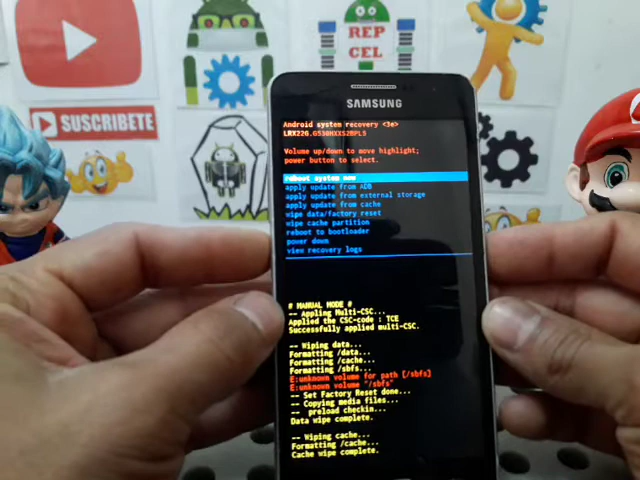 REP
CEL
SUSCRIBETE
SAMSUNG
Android system recovery <3e>
LRX22G.G530HXXS2BPL5
Volume up/down to move highlight;
power button to select.
reboot system now
apply update from ADB
apply update from external storage
apply update from cache
wipe data/factory reset
wipe cache partition
reboot to bootloader
power down
view recovery logs
# MANUAL MODE #
-- Appling Multi-CSC...
Applied the CSC-code : TCE
Successfully applied multi-CSC.
-- Wiping data...
Formatting /data...
Formatting /cache...
Formatting /sbfs...
E:unknown volume for path [/sbfs]
E:unknown volume "/sbfs"
-- Set Factory Reset done...
-- Copying media files...
-- preload checkin...
Data wipe complete.
-- Wiping cache...
Formatting /cache...
Cache wipe complete.